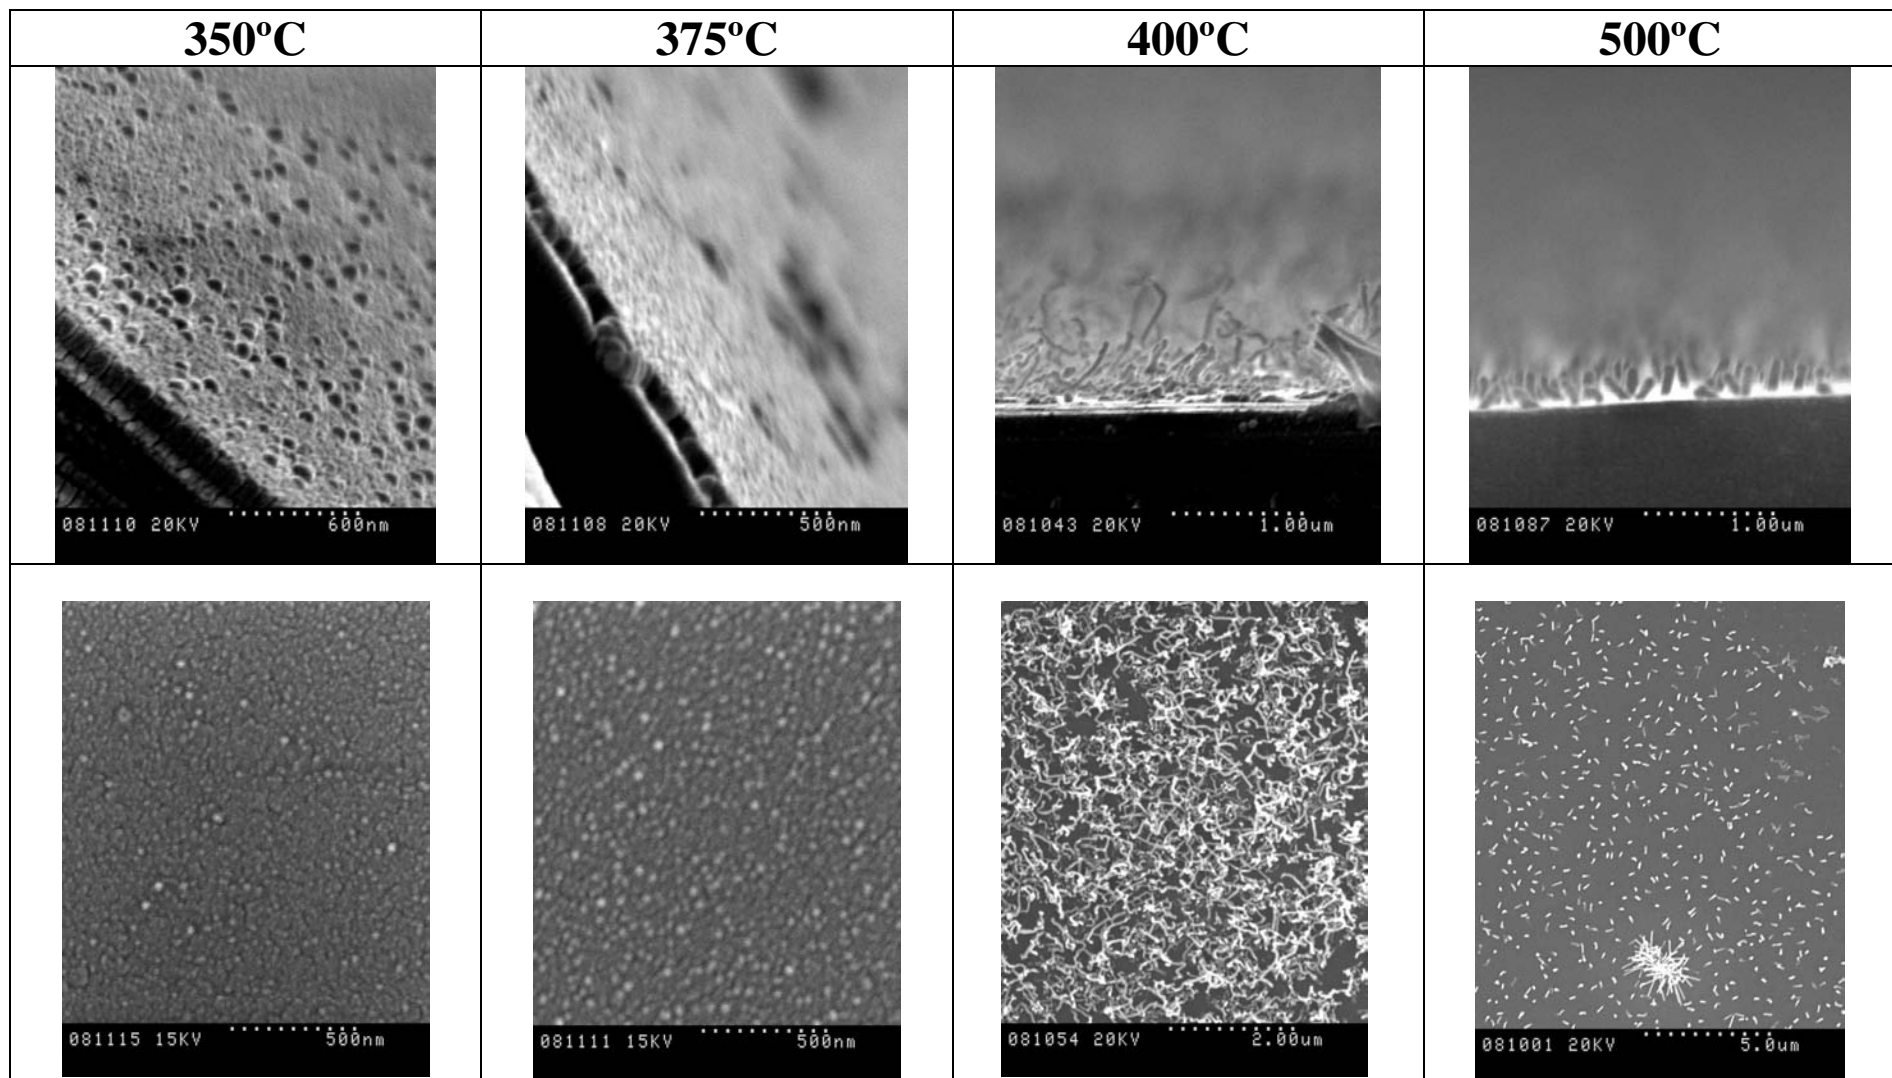 350ºC
375ºC
400ºC
500ºC
081110 20KV 600nm
081108 20KV 500nm
081043 20KV 1.00um
081087 20KV 1.00um
081115 15KV 500nm
081111 15KV 500nm
081054 20KV 2.00um
081001 20KV 5.0um